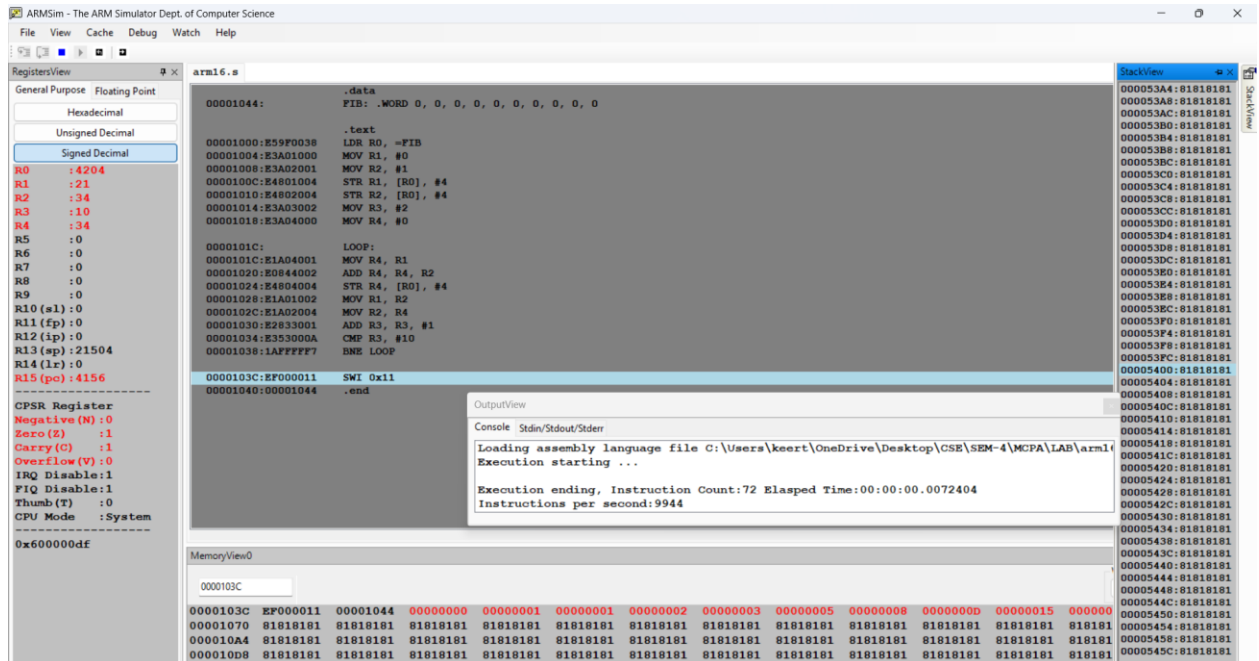 ARMSim - The ARM Simulator Dept. of Computer Science
File View Cache Debug Watch Help
RegistersView
General Purpose Floating Point
Hexadecimal
Unsigned Decimal
Signed Decimal
R0 :4204
R1 :21
R2 :34
R3 :10
R4 :34
R5 :0
R6 :0
R7 :0
R8 :0
R9 :0
R10(sl):0
R11(fp):0
R12(ip):0
R13(sp):21504
R14(lr):0
R15(pc):4156
------------------
CPSR Register
Negative(N):0
Zero(Z) :1
Carry(C) :1
Overflow(V):0
IRQ Disable:1
FIQ Disable:1
Thumb(T) :0
CPU Mode :System
------------------
0x600000df
arm16.s
.data
00001044: FIB: .WORD 0, 0, 0, 0, 0, 0, 0, 0, 0, 0
.text
00001000:E59F0038 LDR R0, =FIB
00001004:E3A01000 MOV R1, #0
00001008:E3A02001 MOV R2, #1
0000100C:E4801004 STR R1, [R0], #4
00001010:E4802004 STR R2, [R0], #4
00001014:E3A03002 MOV R3, #2
00001018:E3A04000 MOV R4, #0
0000101C: LOOP:
0000101C:E1A04001 MOV R4, R1
00001020:E0844002 ADD R4, R4, R2
00001024:E4804004 STR R4, [R0], #4
00001028:E1A01002 MOV R1, R2
0000102C:E1A02004 MOV R2, R4
00001030:E2833001 ADD R3, R3, #1
00001034:E353000A CMP R3, #10
00001038:1AFFFFF7 BNE LOOP
0000103C:EF000011 SWI 0x11
00001040:00001044 .end
OutputView
Console Stdin/Stdout/Stderr
Loading assembly language file C:\Users\keert\OneDrive\Desktop\CSE\SEM-4\MCPA\LAB\arm16
Execution starting ...
Execution ending, Instruction Count:72 Elasped Time:00:00:00.0072404
Instructions per second:9944
MemoryView0
0000103C
0000103C EF000011 00001044 00000000 00000001 00000001 00000002 00000003 00000005 00000008 0000000D 00000015 000000
00001070 81818181 81818181 81818181 81818181 81818181 81818181 81818181 81818181 81818181 81818181 81818181 818181
000010A4 81818181 81818181 81818181 81818181 81818181 81818181 81818181 81818181 81818181 81818181 81818181 818181
000010D8 81818181 81818181 81818181 81818181 81818181 81818181 81818181 81818181 81818181 81818181 81818181 818181
StackView
000053A4:81818181
000053A8:81818181
000053AC:81818181
000053B0:81818181
000053B4:81818181
000053B8:81818181
000053BC:81818181
000053C0:81818181
000053C4:81818181
000053C8:81818181
000053CC:81818181
000053D0:81818181
000053D4:81818181
000053D8:81818181
000053DC:81818181
000053E0:81818181
000053E4:81818181
000053E8:81818181
000053EC:81818181
000053F0:81818181
000053F4:81818181
000053F8:81818181
000053FC:81818181
00005400:81818181
00005404:81818181
00005408:81818181
0000540C:81818181
00005410:81818181
00005414:81818181
00005418:81818181
0000541C:81818181
00005420:81818181
00005424:81818181
00005428:81818181
0000542C:81818181
00005430:81818181
00005434:81818181
00005438:81818181
0000543C:81818181
00005440:81818181
00005444:81818181
00005448:81818181
0000544C:81818181
00005450:81818181
00005454:81818181
00005458:81818181
0000545C:81818181
StackView